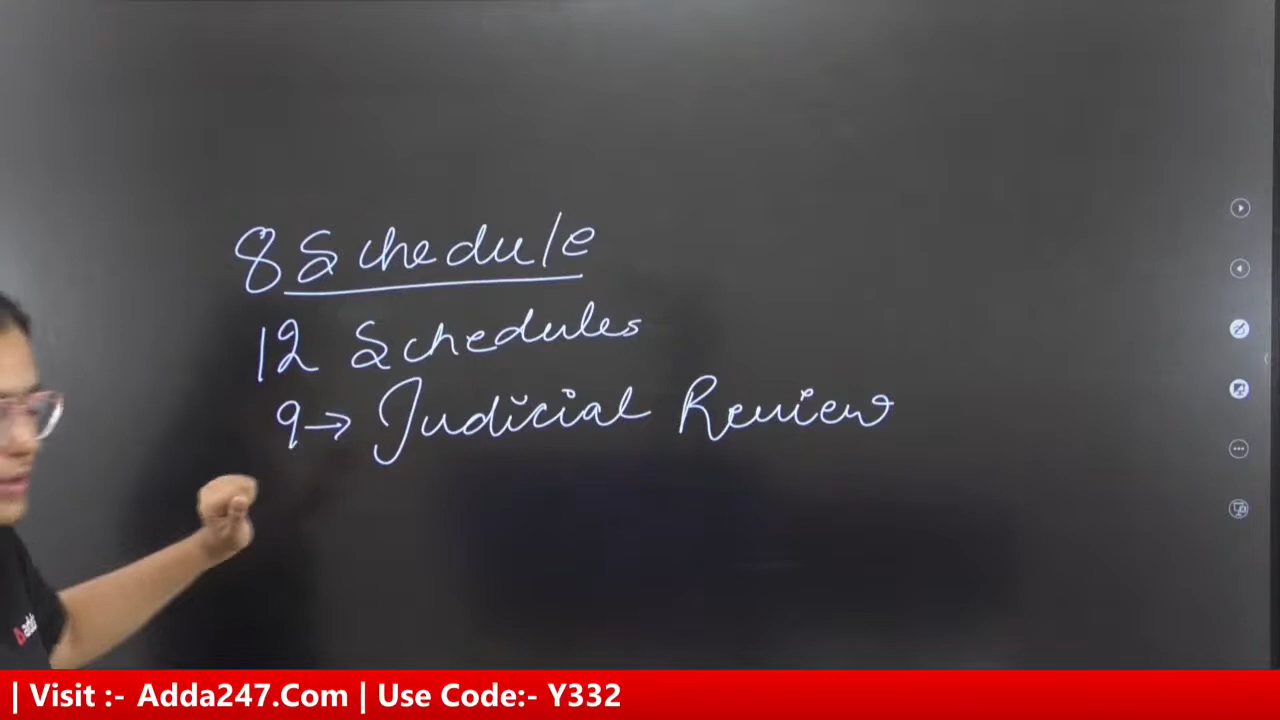 8 Schedule
12 Schedules
9 → Judicial Review
| Visit :- Adda247.Com | Use Code:- Y332